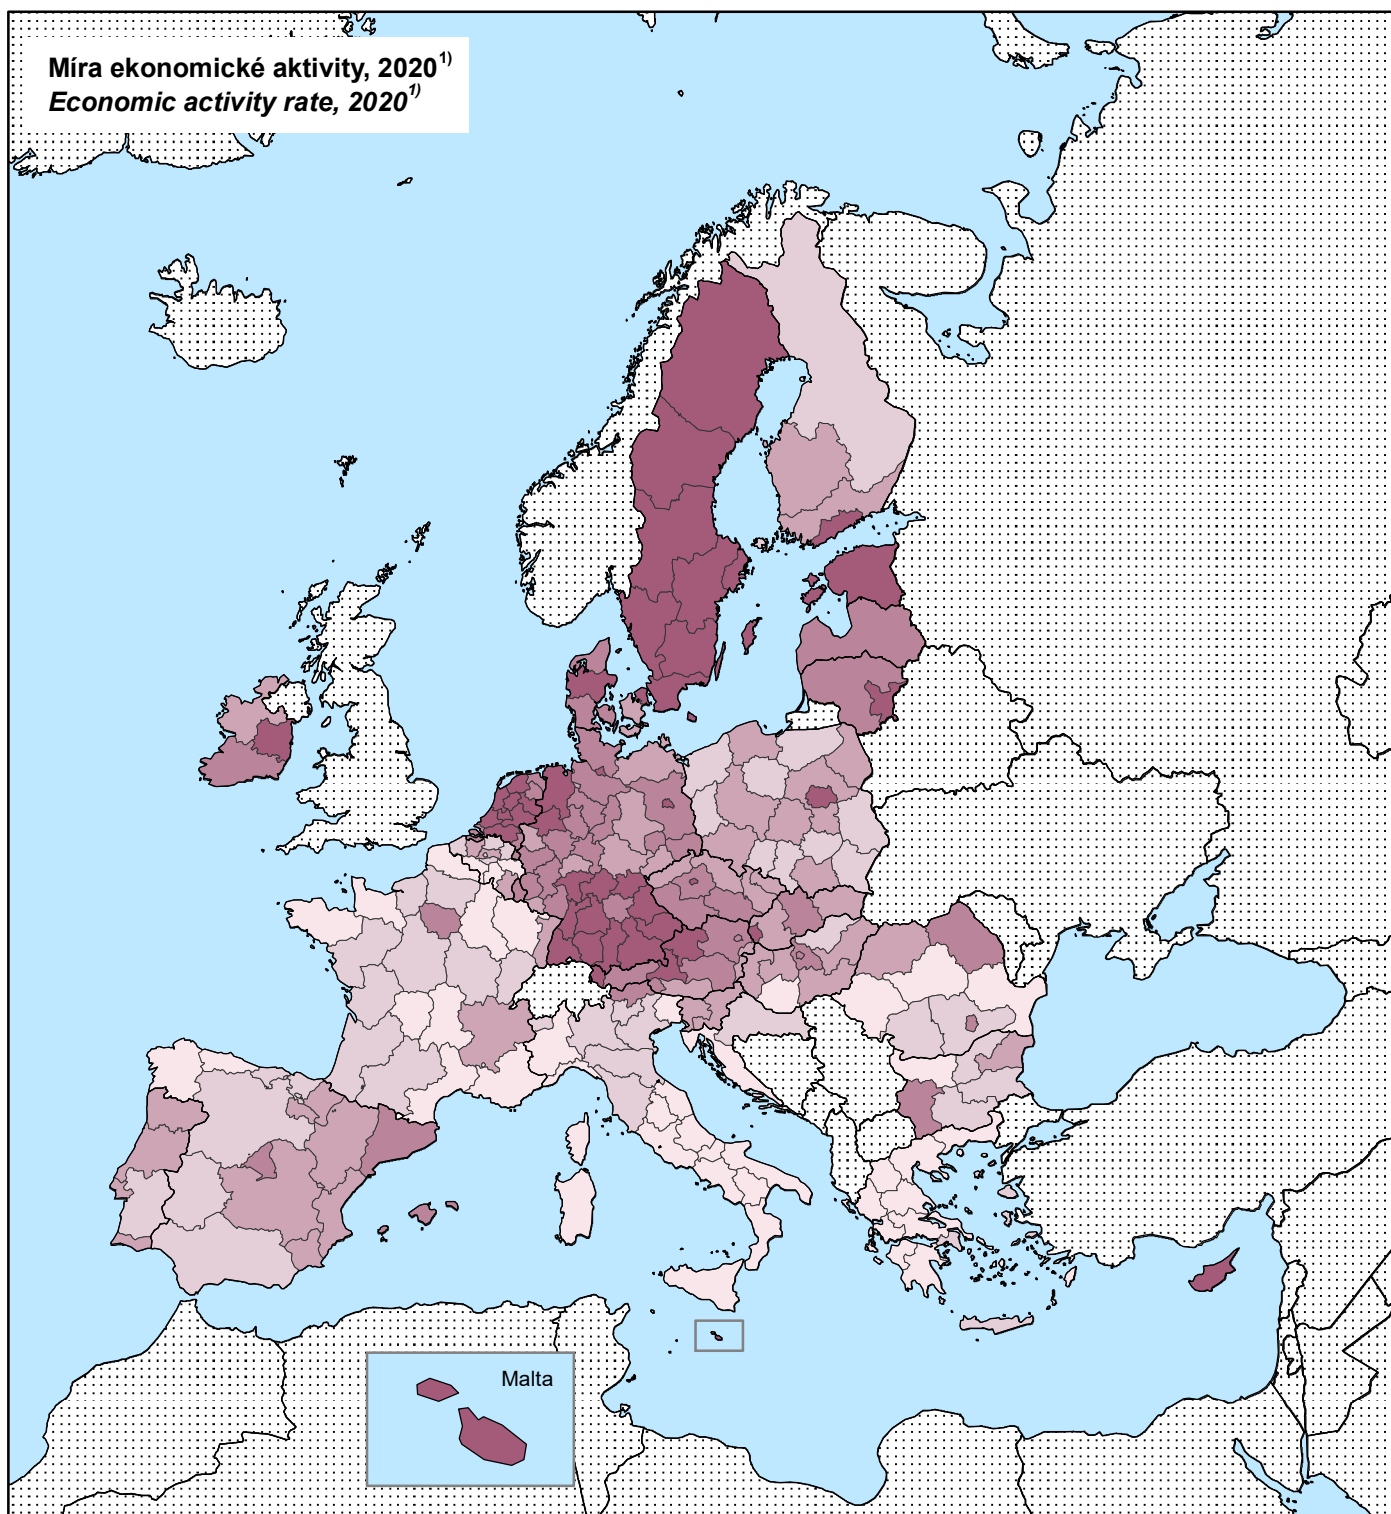 Míra ekonomické aktivity, 2020¹⁾
Economic activity rate, 2020¹⁾
Malta